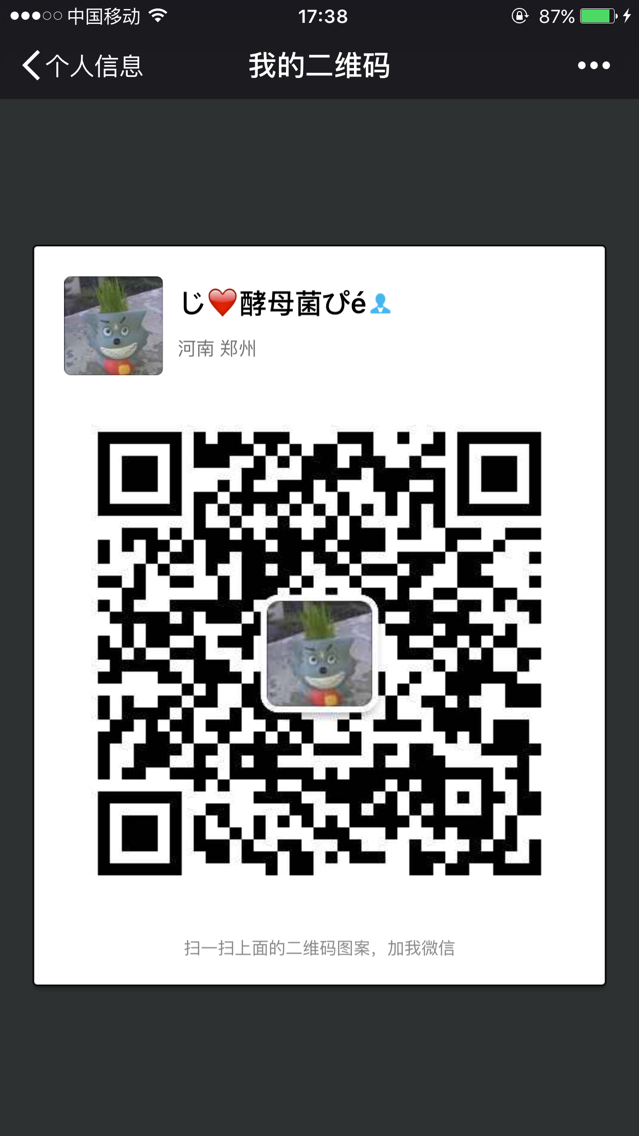 中国移动 17:38 87%
个人信息 我的二维码
じ❤️酵母菌ぴé👤
河南 郑州
扫一扫上面的二维码图案，加我微信